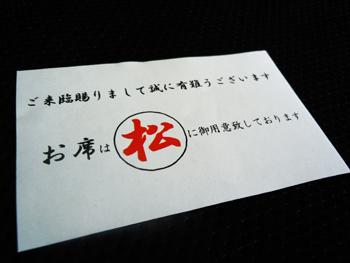 ご来臨賜りまして誠に有難うございます
お席は松に御用意致しております